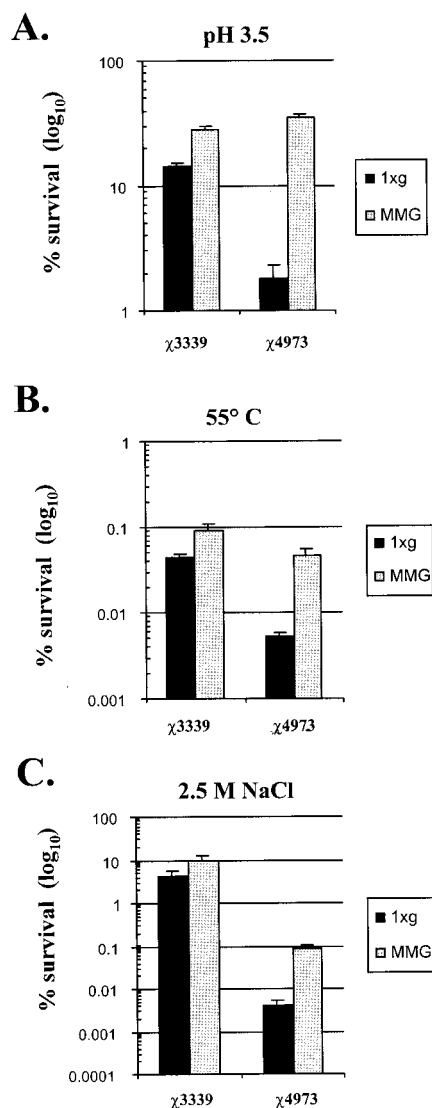 A.
pH 3.5
% survival (log10)
100
10
1
χ3339 χ4973
1xg
MMG
B.
55° C
% survival (log10)
1
0.1
0.01
0.001
χ3339 χ4973
1xg
MMG
C.
2.5 M NaCl
% survival (log10)
100
10
1
0.1
0.01
0.001
0.0001
χ3339 χ4973
1xg
MMG